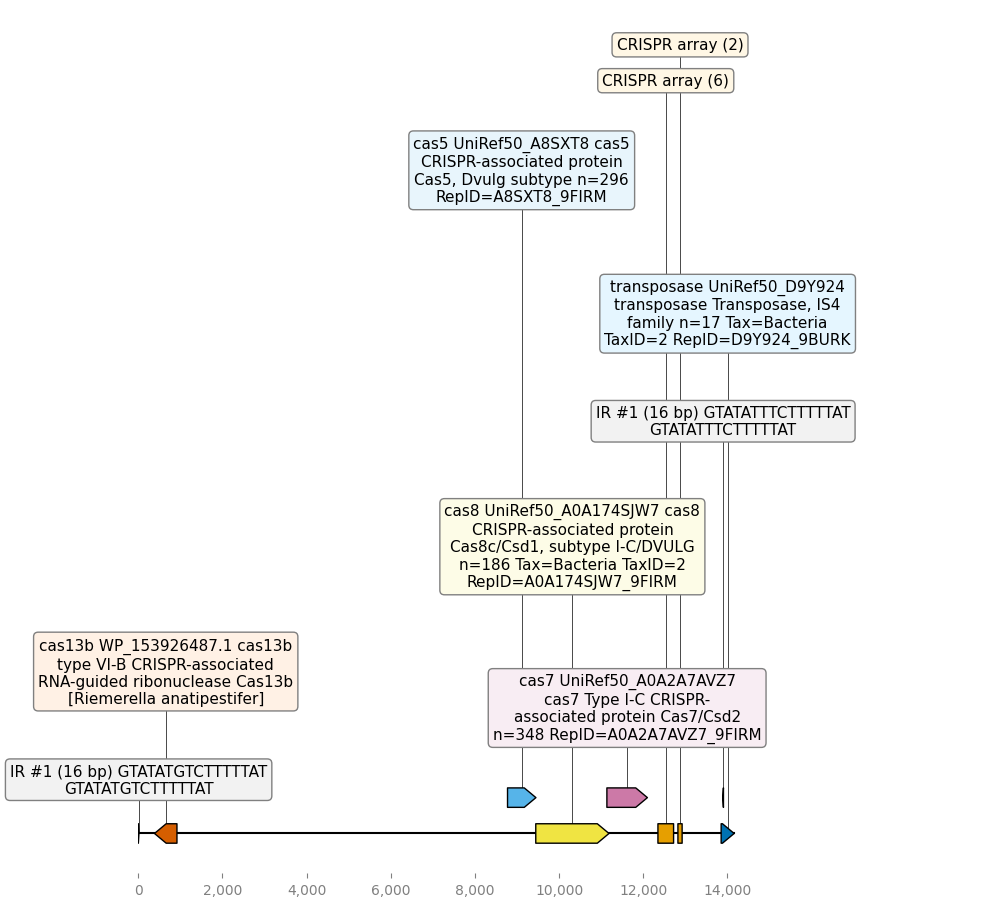 CRISPR array (2)
CRISPR array (6)
cas5 UniRef50_A8SXT8 cas5
CRISPR-associated protein
Cas5, Dvulg subtype n=296
RepID=A8SXT8_9FIRM
transposase UniRef50_D9Y924
transposase Transposase, IS4
family n=17 Tax=Bacteria
TaxID=2 RepID=D9Y924_9BURK
IR #1 (16 bp) GTATATTTCTTTTTAT
GTATATTTCTTTTTAT
cas8 UniRef50_A0A174SJW7 cas8
CRISPR-associated protein
Cas8c/Csd1, subtype I-C/DVULG
n=186 Tax=Bacteria TaxID=2
RepID=A0A174SJW7_9FIRM
cas13b WP_153926487.1 cas13b
type VI-B CRISPR-associated
RNA-guided ribonuclease Cas13b
[Riemerella anatipestifer]
cas7 UniRef50_A0A2A7AVZ7
cas7 Type I-C CRISPR-
associated protein Cas7/Csd2
n=348 RepID=A0A2A7AVZ7_9FIRM
IR #1 (16 bp) GTATATGTCTTTTTAT
GTATATGTCTTTTTAT
0 2,000 4,000 6,000 8,000 10,000 12,000 14,000